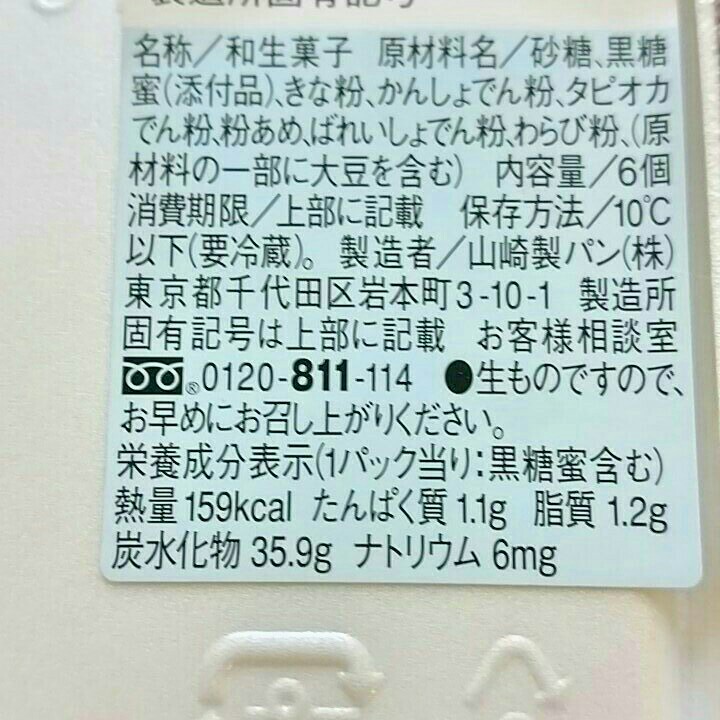 製造所固有記号
名称/和生菓子 原材料名/砂糖、黒糖
蜜(添付品)、きな粉、かんしょでん粉、タピオカ
でん粉、粉あめ、ばれいしょでん粉、わらび粉、(原
材料の一部に大豆を含む) 内容量/6個
消費期限/上部に記載 保存方法/10℃
以下(要冷蔵)。 製造者/山崎製パン(株)
東京都千代田区岩本町3-10-1 製造所
固有記号は上部に記載 お客様相談室
®0120-811-114 ●生ものですので、
お早めにお召し上がりください。
栄養成分表示(1パック当り:黒糖蜜含む)
熱量159kcal たんぱく質1.1g 脂質1.2g
炭水化物 35.9g ナトリウム 6mg